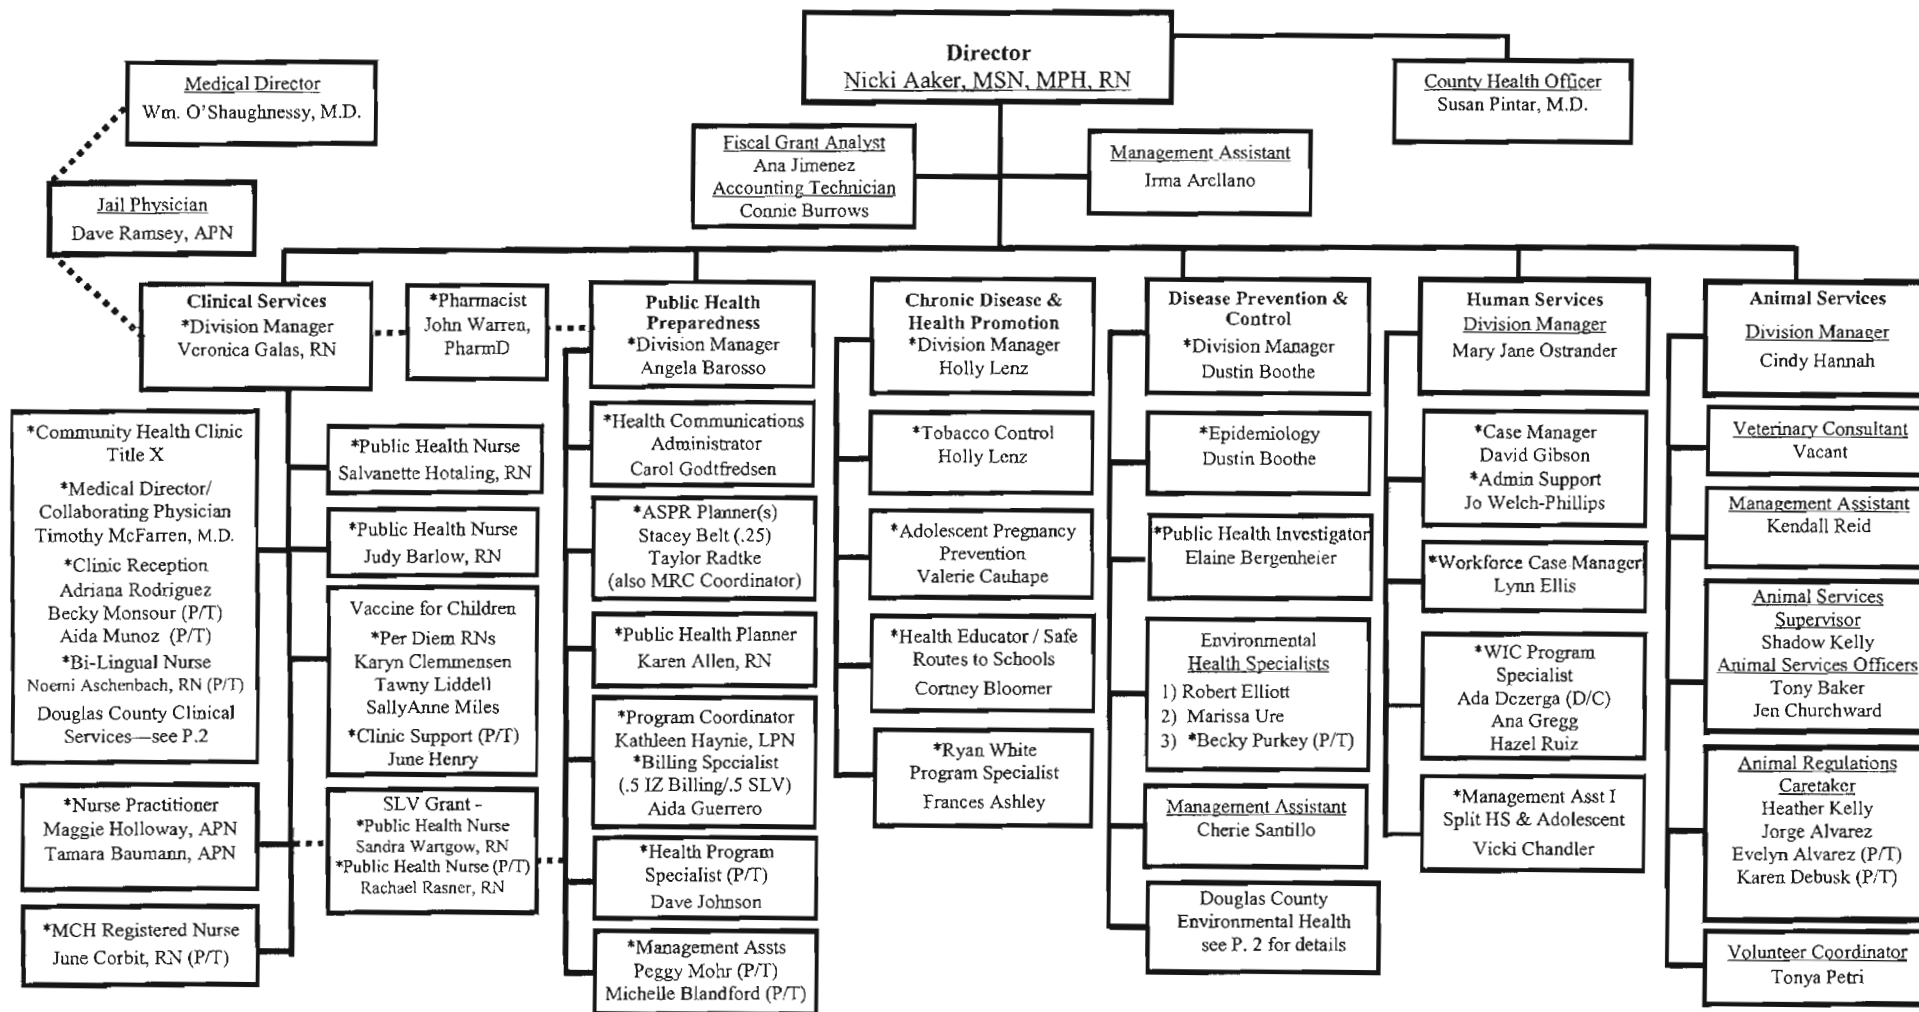 Director
Nicki Aaker, MSN, MPH, RN
Medical Director
Wm. O'Shaughnessy, M.D.
County Health Officer
Susan Pintar, M.D.
Fiscal Grant Analyst
Ana Jimenez
Accounting Technician
Connie Burrows
Management Assistant
Irma Arellano
Jail Physician
Dave Ramsey, APN
Clinical Services
*Division Manager
Veronica Galas, RN
*Pharmacist
John Warren,
PharmD
Public Health
Preparedness
*Division Manager
Angela Barosso
Chronic Disease &
Health Promotion
*Division Manager
Holly Lenz
Disease Prevention &
Control
*Division Manager
Dustin Boothe
Human Services
Division Manager
Mary Jane Ostrander
Animal Services
Division Manager
Cindy Hannah
*Community Health Clinic
Title X
*Medical Director/
Collaborating Physician
Timothy McFarren, M.D.
*Clinic Reception
Adriana Rodriguez
Becky Monsour (P/T)
Aida Munoz (P/T)
*Bi-Lingual Nurse
Noemi Aschenbach, RN (P/T)
Douglas County Clinical
Services—see P.2
*Nurse Practitioner
Maggie Holloway, APN
Tamara Baumann, APN
*MCH Registered Nurse
June Corbit, RN (P/T)
*Public Health Nurse
Salvanette Hotaling, RN
*Public Health Nurse
Judy Barlow, RN
Vaccine for Children
*Per Diem RNs
Karyn Clemmensen
Tawny Liddell
SallyAnne Miles
*Clinic Support (P/T)
June Henry
SLV Grant -
*Public Health Nurse
Sandra Wartgow, RN
*Public Health Nurse (P/T)
Rachael Rasner, RN
*Health Communications
Administrator
Carol Godtfredsen
*ASPR Planner(s)
Stacey Belt (.25)
Taylor Radtke
(also MRC Coordinator)
*Public Health Planner
Karen Allen, RN
*Program Coordinator
Kathleen Haynie, LPN
*Billing Specialist
(.5 IZ Billing/.5 SLV)
Aida Guerrero
*Health Program
Specialist (P/T)
Dave Johnson
*Management Assts
Peggy Mohr (P/T)
Michelle Blandford (P/T)
*Tobacco Control
Holly Lenz
*Adolescent Pregnancy
Prevention
Valerie Cauhape
*Health Educator / Safe
Routes to Schools
Cortney Bloomer
*Ryan White
Program Specialist
Frances Ashley
*Epidemiology
Dustin Boothe
*Public Health Investigator
Elaine Bergenheier
Environmental
Health Specialists
1) Robert Elliott
2) Marissa Ure
3) *Becky Purkey (P/T)
Management Assistant
Cherie Santillo
Douglas County
Environmental Health
see P. 2 for details
*Case Manager
David Gibson
*Admin Support
Jo Welch-Phillips
*Workforce Case Manager
Lynn Ellis
*WIC Program
Specialist
Ada Dczerga (D/C)
Ana Gregg
Hazel Ruiz
*Management Asst I
Split HS & Adolescent
Vicki Chandler
Veterinary Consultant
Vacant
Management Assistant
Kendall Reid
Animal Services
Supervisor
Shadow Kelly
Animal Services Officers
Tony Baker
Jen Churchward
Animal Regulations
Caretaker
Heather Kelly
Jorge Alvarez
Evelyn Alvarez (P/T)
Karen Debusk (P/T)
Volunteer Coordinator
Tonya Petri